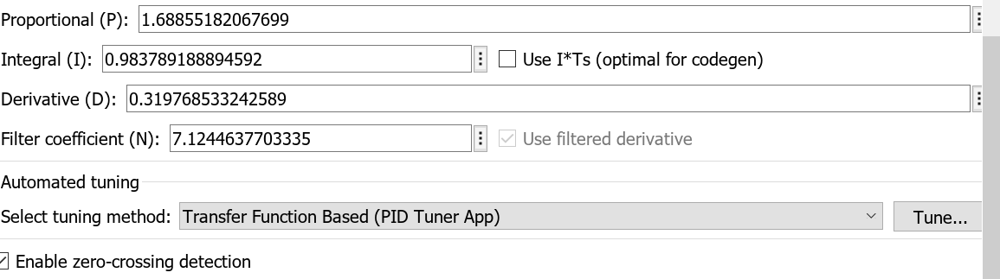 Proportional (P): 1.68855182067699
Integral (I): 0.983789188894592 Use I*Ts (optimal for codegen)
Derivative (D): 0.319768533242589
Filter coefficient (N): 7.1244637703335 Use filtered derivative
Automated tuning
Select tuning method: Transfer Function Based (PID Tuner App) Tune...
Enable zero-crossing detection